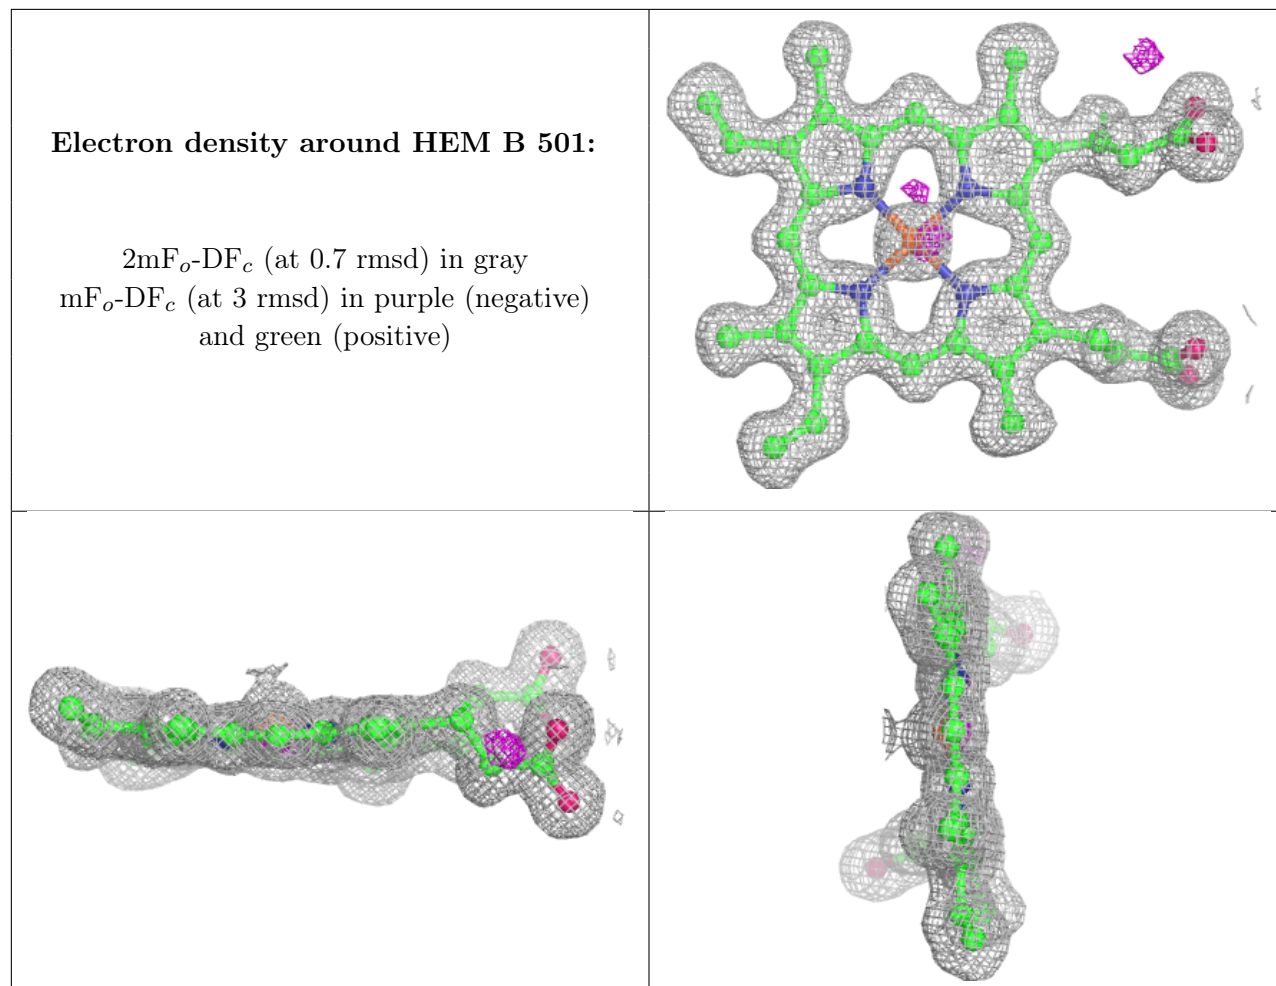 Electron density around HEM B 501:
2mFo-DFc (at 0.7 rmsd) in gray
mFo-DFc (at 3 rmsd) in purple (negative)
and green (positive)